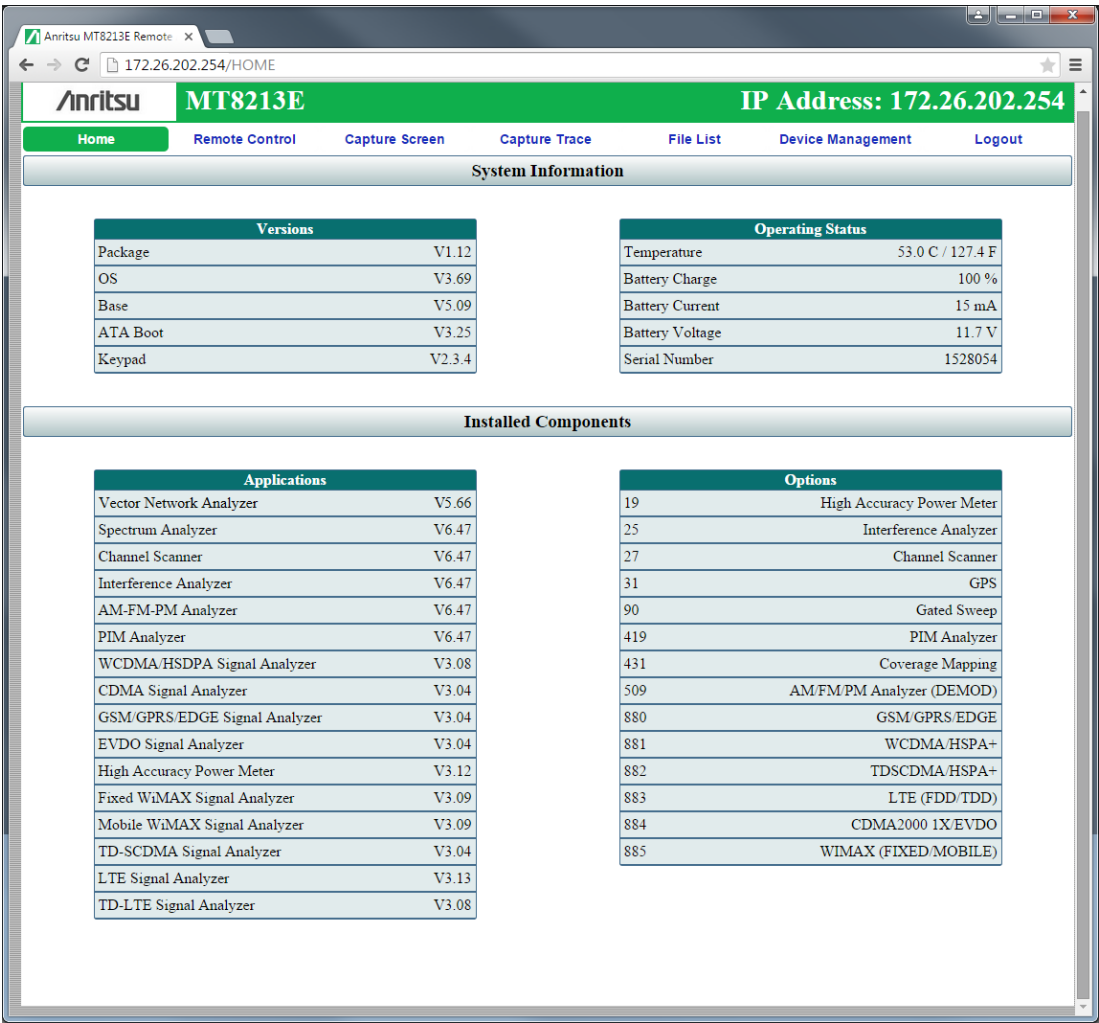 Anritsu MT8213E Remote
172.26.202.254/HOME
Anritsu MT8213E IP Address: 172.26.202.254
Home Remote Control Capture Screen Capture Trace File List Device Management Logout
System Information
Versions
Package V1.12
OS V3.69
Base V5.09
ATA Boot V3.25
Keypad V2.3.4
Operating Status
Temperature 53.0 C / 127.4 F
Battery Charge 100 %
Battery Current 15 mA
Battery Voltage 11.7 V
Serial Number 1528054
Installed Components
Applications
Vector Network Analyzer V5.66
Spectrum Analyzer V6.47
Channel Scanner V6.47
Interference Analyzer V6.47
AM-FM-PM Analyzer V6.47
PIM Analyzer V6.47
WCDMA/HSDPA Signal Analyzer V3.08
CDMA Signal Analyzer V3.04
GSM/GPRS/EDGE Signal Analyzer V3.04
EVDO Signal Analyzer V3.04
High Accuracy Power Meter V3.12
Fixed WiMAX Signal Analyzer V3.09
Mobile WiMAX Signal Analyzer V3.09
TD-SCDMA Signal Analyzer V3.04
LTE Signal Analyzer V3.13
TD-LTE Signal Analyzer V3.08
Options
19 High Accuracy Power Meter
25 Interference Analyzer
27 Channel Scanner
31 GPS
90 Gated Sweep
419 PIM Analyzer
431 Coverage Mapping
509 AM/FM/PM Analyzer (DEMOD)
880 GSM/GPRS/EDGE
881 WCDMA/HSPA+
882 TDSCDMA/HSPA+
883 LTE (FDD/TDD)
884 CDMA2000 1X/EVDO
885 WIMAX (FIXED/MOBILE)